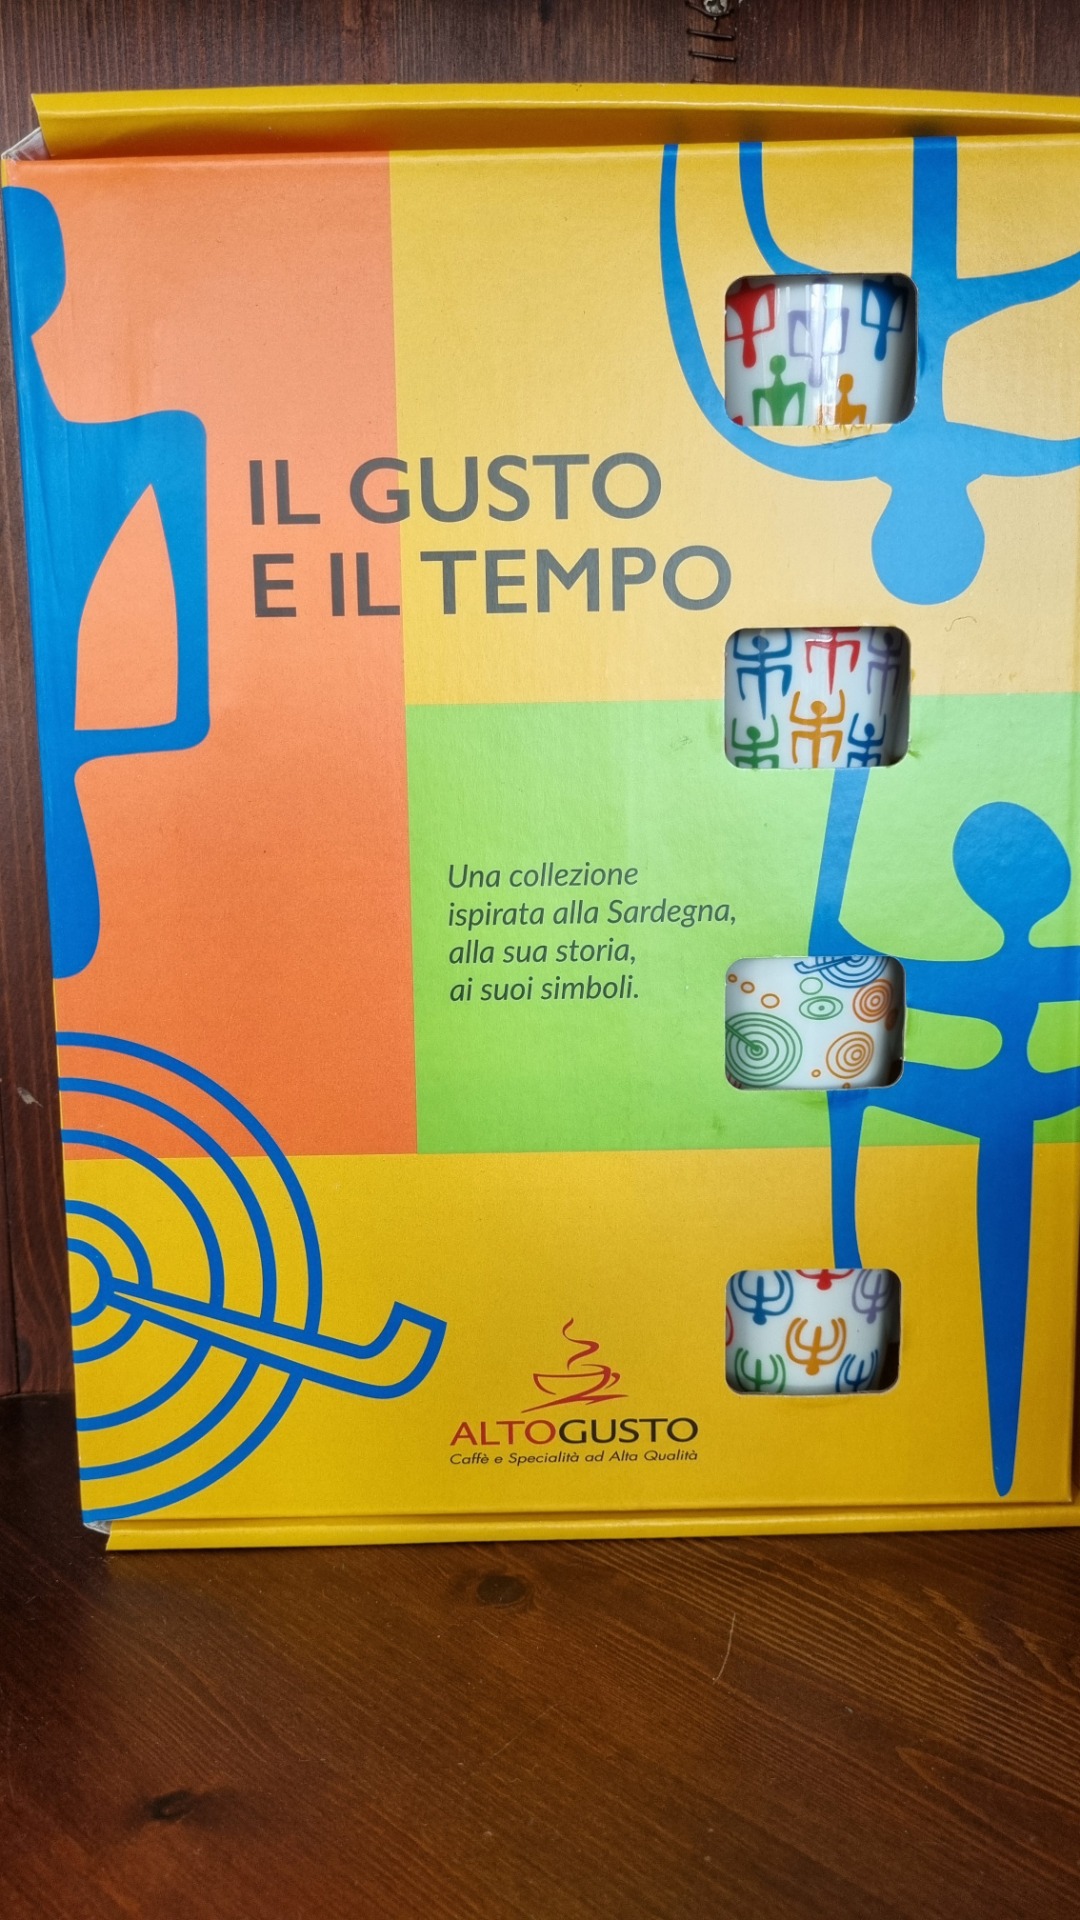 IL GUSTO
E IL TEMPO
Una collezione
ispirata alla Sardegna,
alla sua storia,
ai suoi simboli.
ALTOGUSTO
Caffè e Specialità ad Alta Qualità